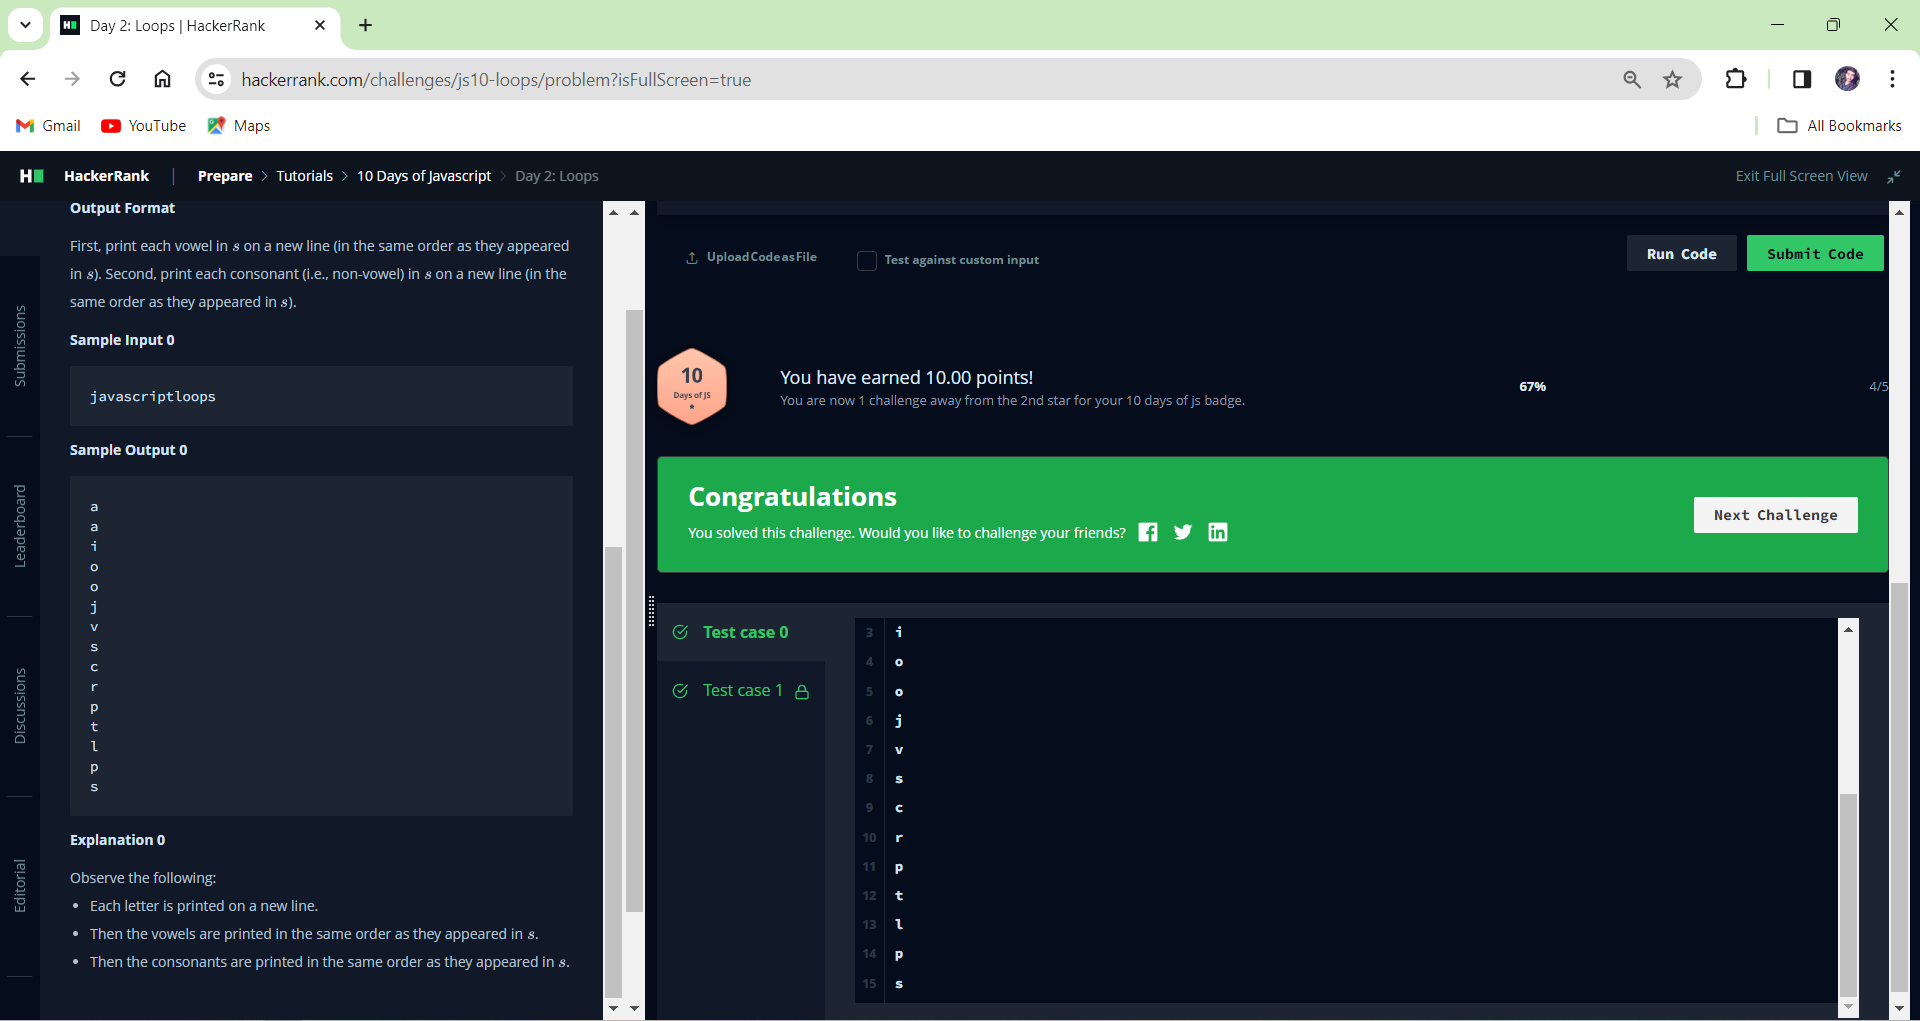 Day 2: Loops | HackerRank
hackerrank.com/challenges/js10-loops/problem?isFullScreen=true
Gmail YouTube Maps All Bookmarks
H HackerRank Prepare > Tutorials > 10 Days of Javascript > Day 2: Loops Exit Full Screen View
Submissions
Leaderboard
Discussions
Editorial
Output Format
First, print each vowel in s on a new line (in the same order as they appeared
in s). Second, print each consonant (i.e., non-vowel) in s on a new line (in the
same order as they appeared in s).
Sample Input 0
javascriptloops
Sample Output 0
a
a
i
o
o
j
v
s
c
r
p
t
l
p
s
Explanation 0
Observe the following:
• Each letter is printed on a new line.
• Then the vowels are printed in the same order as they appeared in s.
• Then the consonants are printed in the same order as they appeared in s.
Upload Code as File Test against custom input Run Code Submit Code
10
Days of JS
You have earned 10.00 points!
You are now 1 challenge away from the 2nd star for your 10 days of js badge.
67% 4/5
Congratulations
You solved this challenge. Would you like to challenge your friends?
Next Challenge
Test case 0
Test case 1
3 i
4 o
5 o
6 j
7 v
8 s
9 c
10 r
11 p
12 t
13 l
14 p
15 s